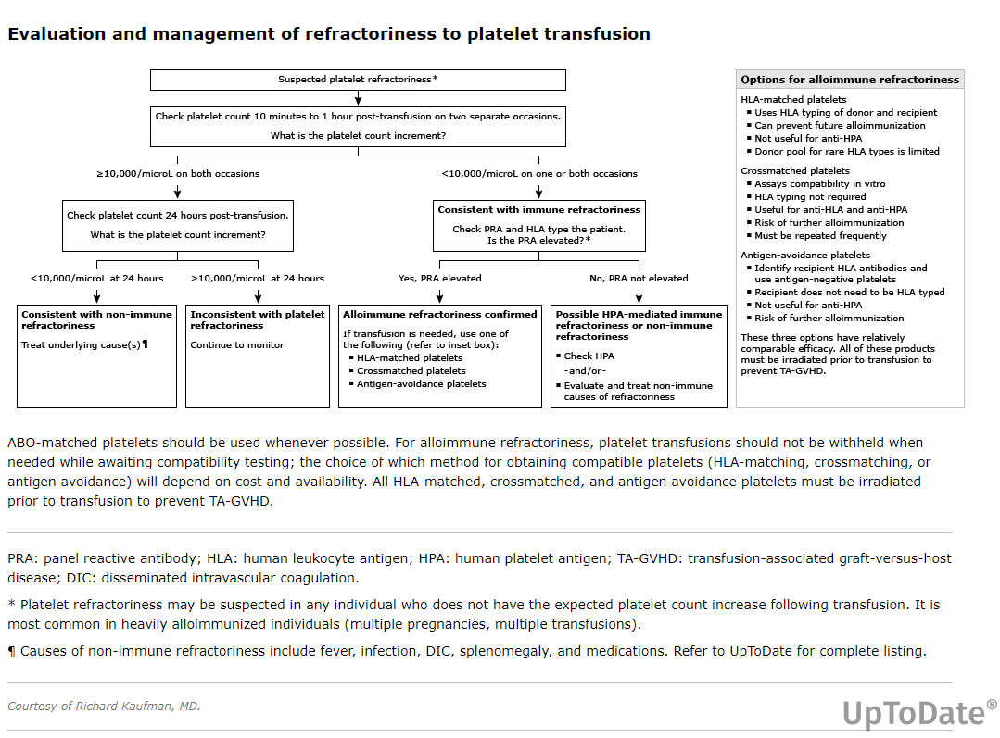 Evaluation and management of refractoriness to platelet transfusion
Suspected platelet refractoriness*
Check platelet count 10 minutes to 1 hour post-transfusion on two separate occasions.
What is the platelet count increment?
≥10,000/microL on both occasions
<10,000/microL on one or both occasions
Check platelet count 24 hours post-transfusion.
What is the platelet count increment?
Consistent with immune refractoriness
Check PRA and HLA type the patient.
Is the PRA elevated?*
<10,000/microL at 24 hours
≥10,000/microL at 24 hours
Yes, PRA elevated
No, PRA not elevated
Consistent with non-immune
refractoriness
Treat underlying cause(s)¶
Inconsistent with platelet
refractoriness
Continue to monitor
Alloimmune refractoriness confirmed
If transfusion is needed, use one of
the following (refer to inset box):
▪ HLA-matched platelets
▪ Crossmatched platelets
▪ Antigen-avoidance platelets
Possible HPA-mediated immune
refractoriness or non-immune
refractoriness
▪ Check HPA
-and/or-
▪ Evaluate and treat non-immune
causes of refractoriness
Options for alloimmune refractoriness
HLA-matched platelets
▪ Uses HLA typing of donor and recipient
▪ Can prevent future alloimmunization
▪ Not useful for anti-HPA
▪ Donor pool for rare HLA types is limited
Crossmatched platelets
▪ Assays compatibility in vitro
▪ HLA typing not required
▪ Useful for anti-HLA and anti-HPA
▪ Risk of further alloimmunization
▪ Must be repeated frequently
Antigen-avoidance platelets
▪ Identify recipient HLA antibodies and
use antigen-negative platelets
▪ Recipient does not need to be HLA typed
▪ Not useful for anti-HPA
▪ Risk of further alloimmunization
These three options have relatively
comparable efficacy. All of these products
must be irradiated prior to transfusion to
prevent TA-GVHD.
ABO-matched platelets should be used whenever possible. For alloimmune refractoriness, platelet transfusions should not be withheld when
needed while awaiting compatibility testing; the choice of which method for obtaining compatible platelets (HLA-matching, crossmatching, or
antigen avoidance) will depend on cost and availability. All HLA-matched, crossmatched, and antigen avoidance platelets must be irradiated
prior to transfusion to prevent TA-GVHD.
PRA: panel reactive antibody; HLA: human leukocyte antigen; HPA: human platelet antigen; TA-GVHD: transfusion-associated graft-versus-host
disease; DIC: disseminated intravascular coagulation.
* Platelet refractoriness may be suspected in any individual who does not have the expected platelet count increase following transfusion. It is
most common in heavily alloimmunized individuals (multiple pregnancies, multiple transfusions).
¶ Causes of non-immune refractoriness include fever, infection, DIC, splenomegaly, and medications. Refer to UpToDate for complete listing.
Courtesy of Richard Kaufman, MD.
UpToDate®